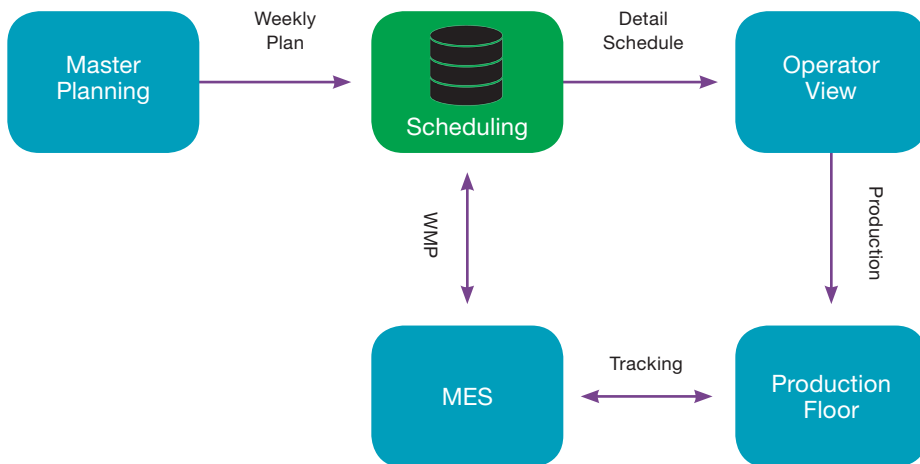 Weekly
Plan
Detail
Schedule
Master
Planning
Scheduling
Operator
View
WMP
Production
Tracking
MES
Production
Floor